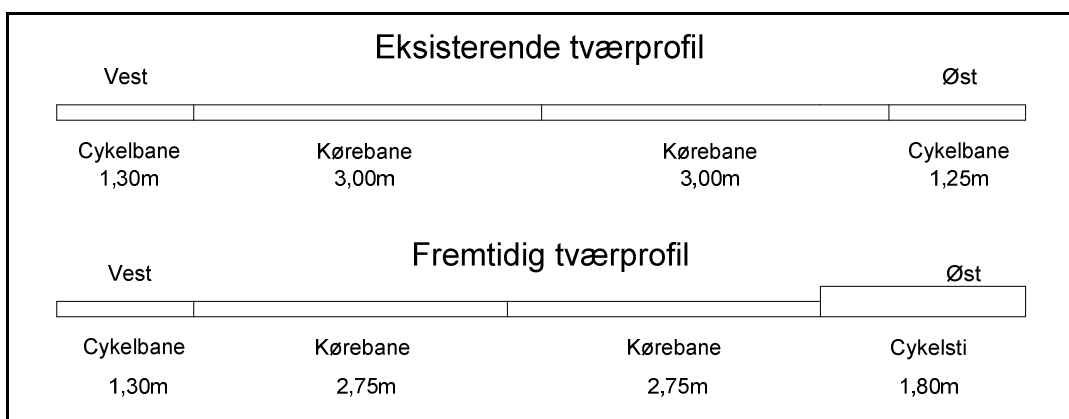 Eksisterende tværprofil
Vest Øst
Cykelbane Kørebane Kørebane Cykelbane
1,30m 3,00m 3,00m 1,25m
Fremtidig tværprofil
Vest Øst
Cykelbane Kørebane Kørebane Cykelsti
1,30m 2,75m 2,75m 1,80m